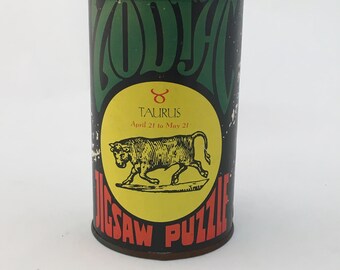 ZODIAC
TAURUS
April 21 to May 21
JIGSAW PUZZLE